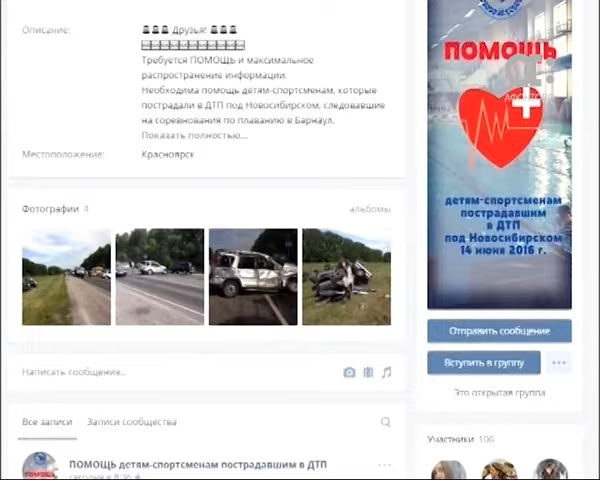 Описание:
Друзья!
Требуется ПОМОЩЬ и максимальное
распространение информации.
Необходима помощь детям-спортсменам, которые
пострадали в ДТП под Новосибирском, следовавшие
на соревнования по плаванию в Барнаул.
Показать полностью...
Местоположение:
Красноярск
Фотографии 4
альбомы
Написать сообщение..
Все записи
Записи сообщества
ПОМОЩЬ детям-спортсменам пострадавшим в ДТП
сегодня в 8:36
ПОМОЩЬ
АФОНТОВО
детям-спортсменам
пострадавшим
в ДТП
под Новосибирском
14 июня 2016 г.
Отправить сообщение
Вступить в группу
Это открытая группа
Участники 106